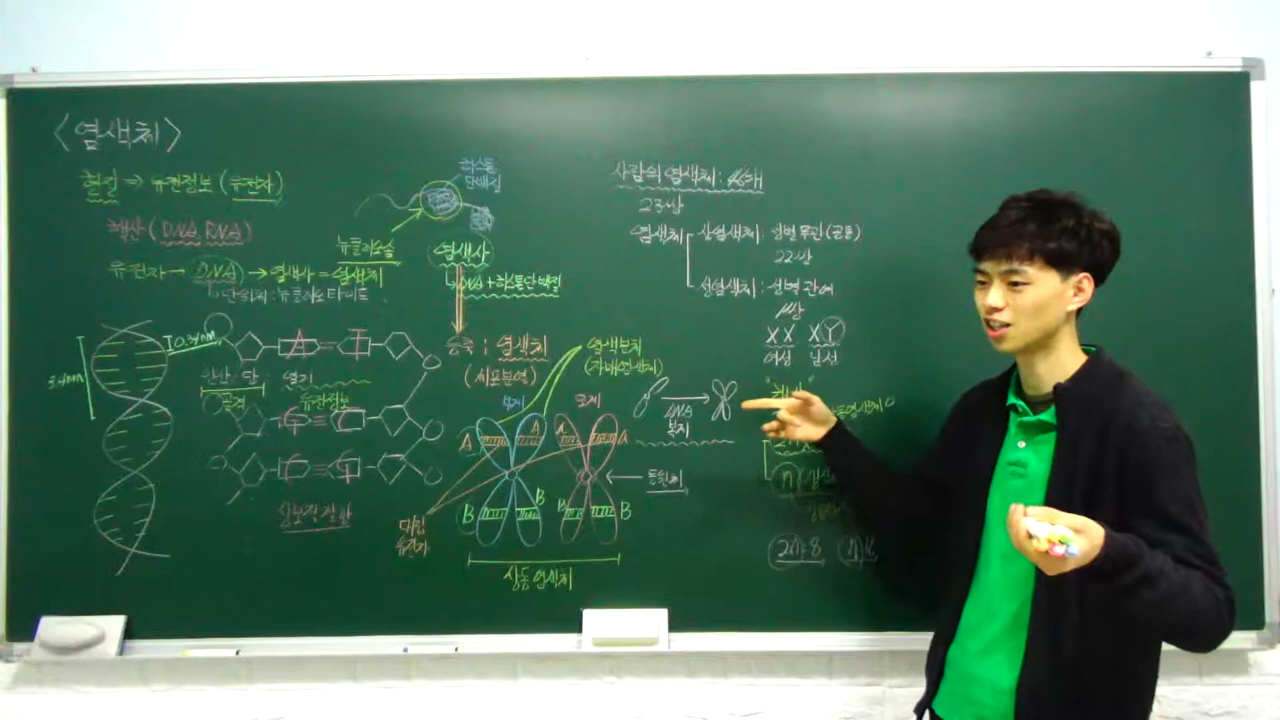 <염색체>
형질 ⇒ 유전정보 (유전자)
핵산 (DNA, RNA)
유전자 → DNA → 염색사 = 염색체
단위체 : 뉴클레오타이드
히스톤
단백질
뉴클레오솜
염색사
DNA + 히스톤단백질
응축 ; 염색체
(세포분열)
염색분체
(자매염색체)
0.34nm
3.4nm
A = T
인산 당 염기
골격 유전정보
G ≡ C
상보적 결합
부계 모계
A A A A
B B B B
대립
유전자
동원체
상동염색체
DNA
복제
사람의 염색체 : 46개
23쌍
염색체
상염색체 : 성별 무관 (공통)
22쌍
성염색체 : 성별 관여
1쌍
XX XY
여성 남성
"핵상"
n
2n=8